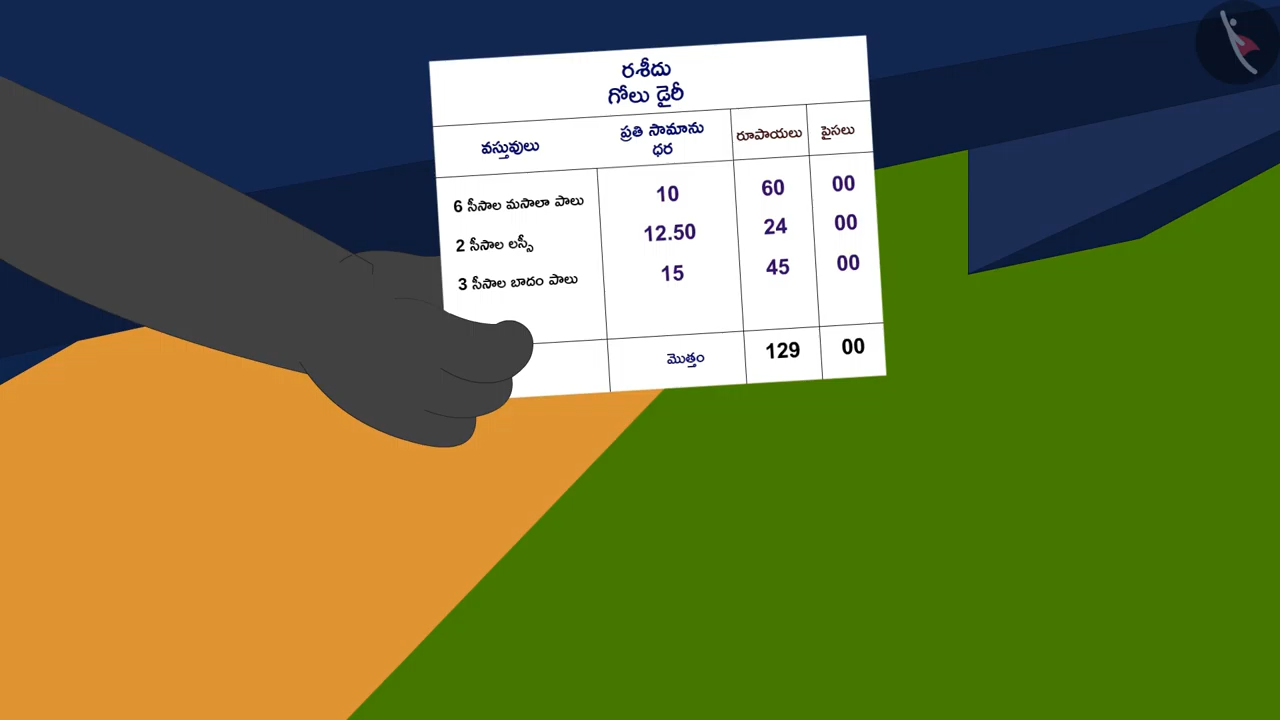 రశీదు
గోలు డైరీ
వస్తువులు ప్రతి సామాను ధర రూపాయలు పైసలు
6 సీసాల మసాలా పాలు 10 60 00
2 సీసాల లస్సీ 12.50 24 00
3 సీసాల బాదం పాలు 15 45 00
మొత్తం 129 00